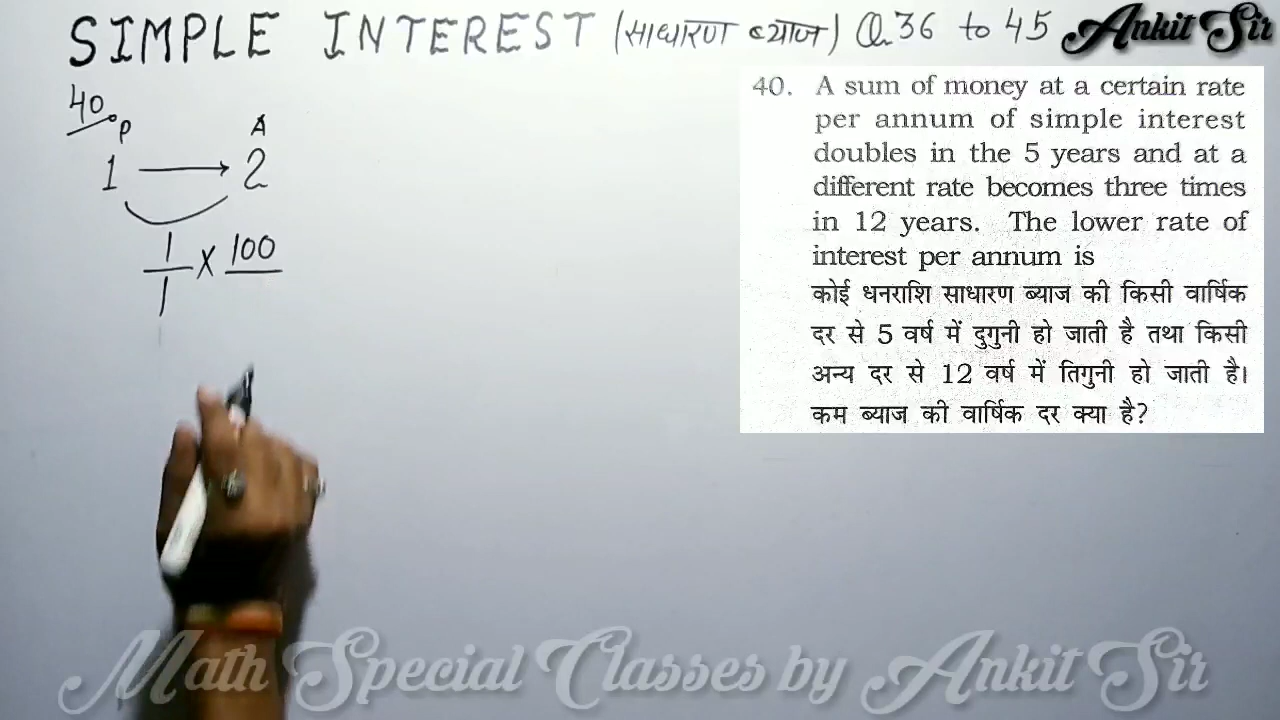 SIMPLE INTEREST (साधारण ब्याज) Q.36 to 45
Ankit Sir
40.
P A
1 → 2
1/1 × 100
40. A sum of money at a certain rate
per annum of simple interest
doubles in the 5 years and at a
different rate becomes three times
in 12 years. The lower rate of
interest per annum is
कोई धनराशि साधारण ब्याज की किसी वार्षिक
दर से 5 वर्ष में दुगुनी हो जाती है तथा किसी
अन्य दर से 12 वर्ष में तिगुनी हो जाती है।
कम ब्याज की वार्षिक दर क्या है?
Math Special Classes by Ankit Sir